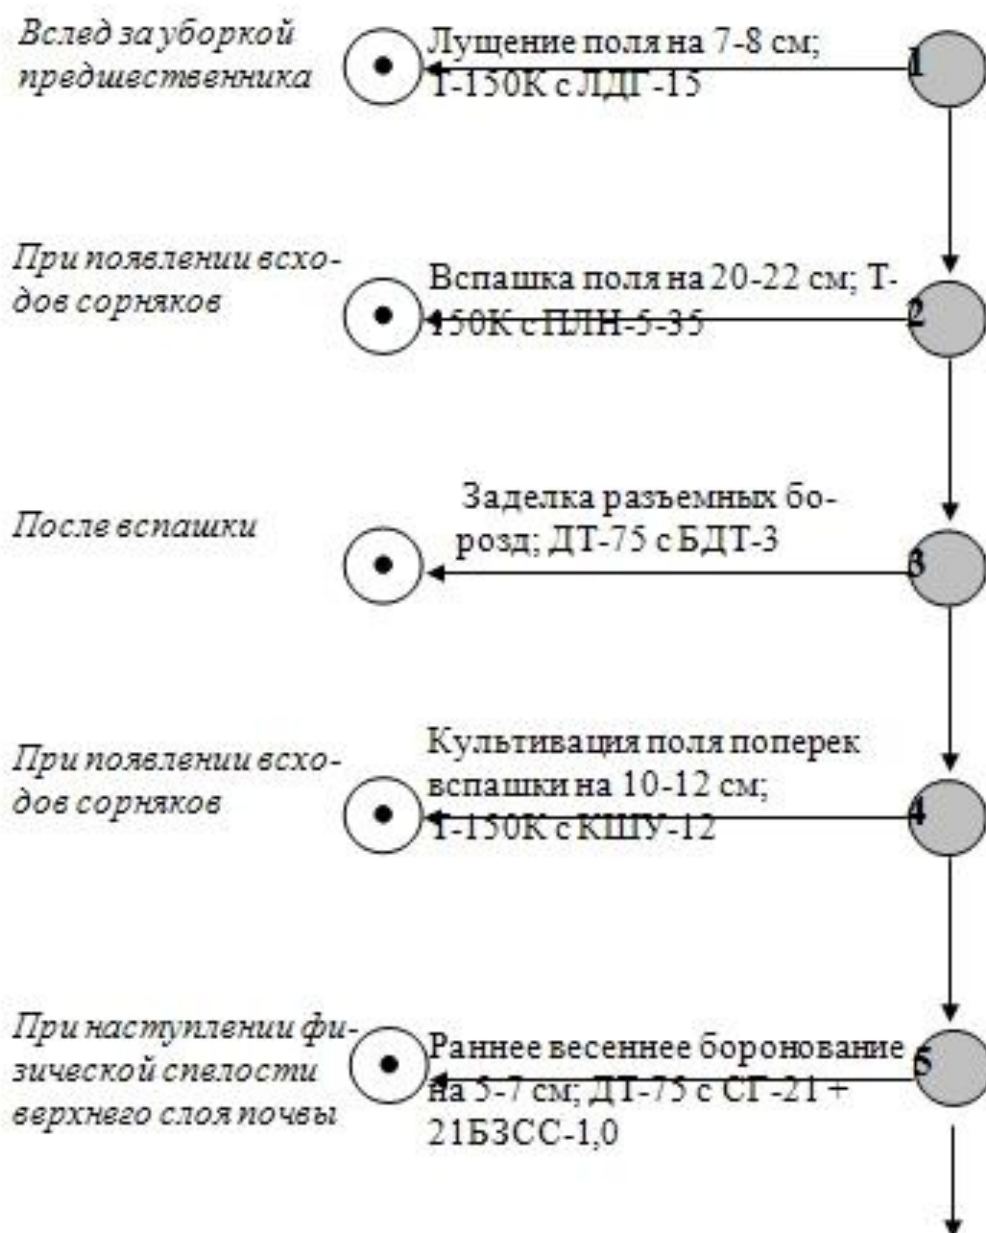 Вслед за уборкой
предшественника
Лущение поля на 7-8 см;
Т-150К с ЛДГ-15
1
При появлении всхо-
дов сорняков
Вспашка поля на 20-22 см; Т-
150К с ПЛН-5-35
2
После вспашки
Заделка разъемных бо-
розд; ДТ-75 с БДТ-3
3
При появлении всхо-
дов сорняков
Культивация поля поперек
вспашки на 10-12 см;
Т-150К с КШУ-12
4
При наступлении фи-
зической спелости
верхнего слоя почвы
Раннее весеннее боронование
на 5-7 см; ДТ-75 с СГ-21 +
21БЗСС-1,0
5